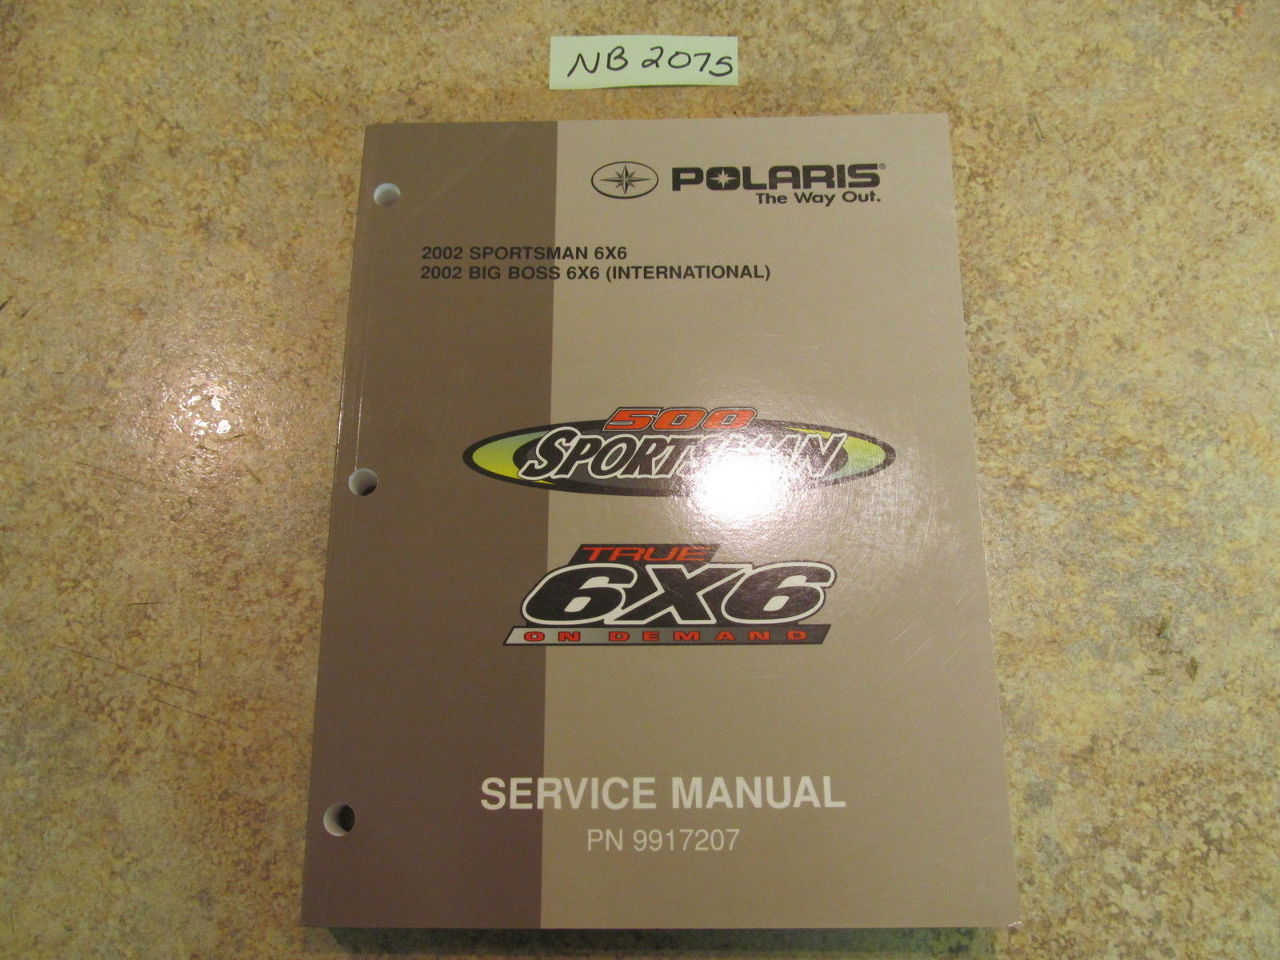 NB 2075
POLARIS®
The Way Out.
2002 SPORTSMAN 6X6
2002 BIG BOSS 6X6 (INTERNATIONAL)
500
SPORTSMAN
TRUE
6X6
ON DEMAND
SERVICE MANUAL
PN 9917207